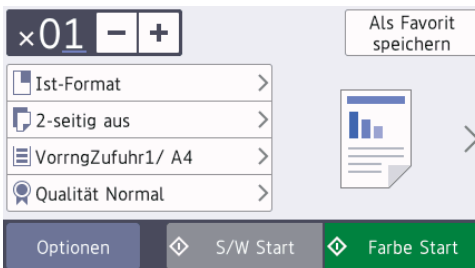 ×01 - +
Als Favorit
speichern
Ist-Format
2-seitig aus
VorrngZufuhr1/ A4
Qualität Normal
Optionen
S/W Start
Farbe Start